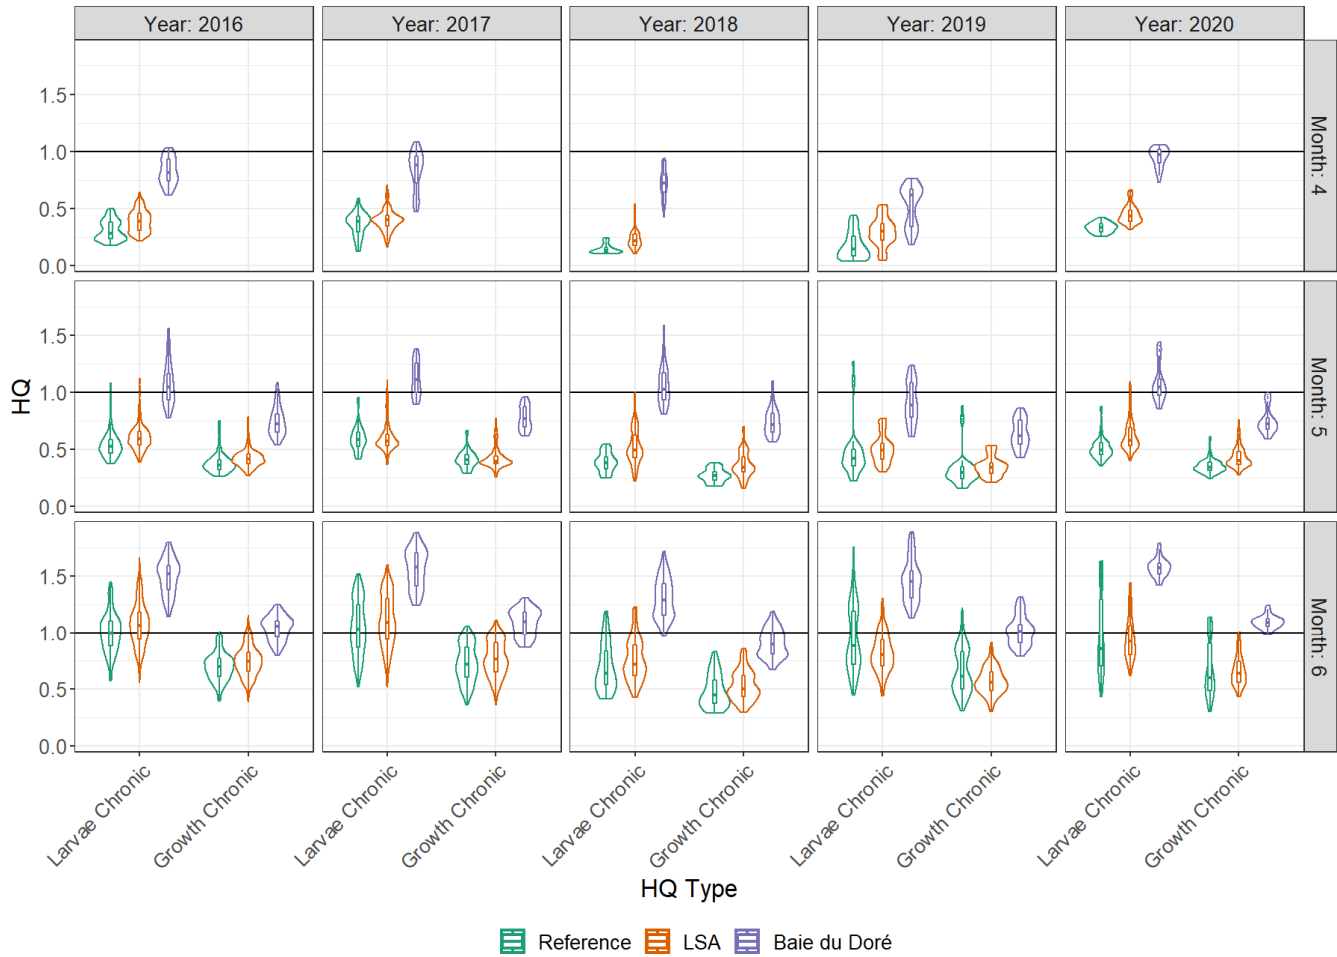 Year: 2016 Year: 2017 Year: 2018 Year: 2019 Year: 2020
1.5
1.0
0.5
0.0
Month: 4
1.5
1.0
0.5
0.0
Month: 5
HQ
1.5
1.0
0.5
0.0
Month: 6
Larvae Chronic Growth Chronic Larvae Chronic Growth Chronic Larvae Chronic Growth Chronic Larvae Chronic Growth Chronic Larvae Chronic Growth Chronic
HQ Type
Reference LSA Baie du Doré